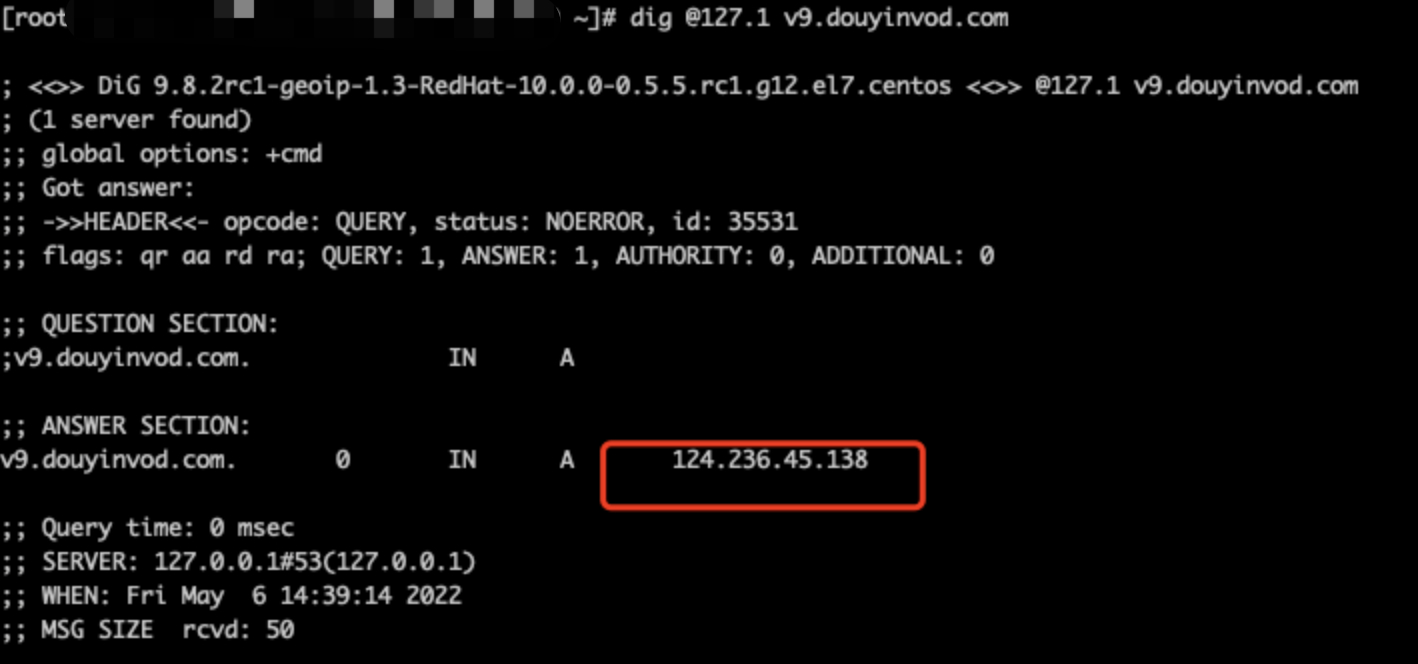 [root ~]# dig @127.1 v9.douyinvod.com
; <<>> DiG 9.8.2rc1-geoip-1.3-RedHat-10.0.0-0.5.5.rc1.g12.el7.centos <<>> @127.1 v9.douyinvod.com
; (1 server found)
;; global options: +cmd
;; Got answer:
;; ->>HEADER<<- opcode: QUERY, status: NOERROR, id: 35531
;; flags: qr aa rd ra; QUERY: 1, ANSWER: 1, AUTHORITY: 0, ADDITIONAL: 0
;; QUESTION SECTION:
;v9.douyinvod.com. IN A
;; ANSWER SECTION:
v9.douyinvod.com. 0 IN A 124.236.45.138
;; Query time: 0 msec
;; SERVER: 127.0.0.1#53(127.0.0.1)
;; WHEN: Fri May  6 14:39:14 2022
;; MSG SIZE  rcvd: 50